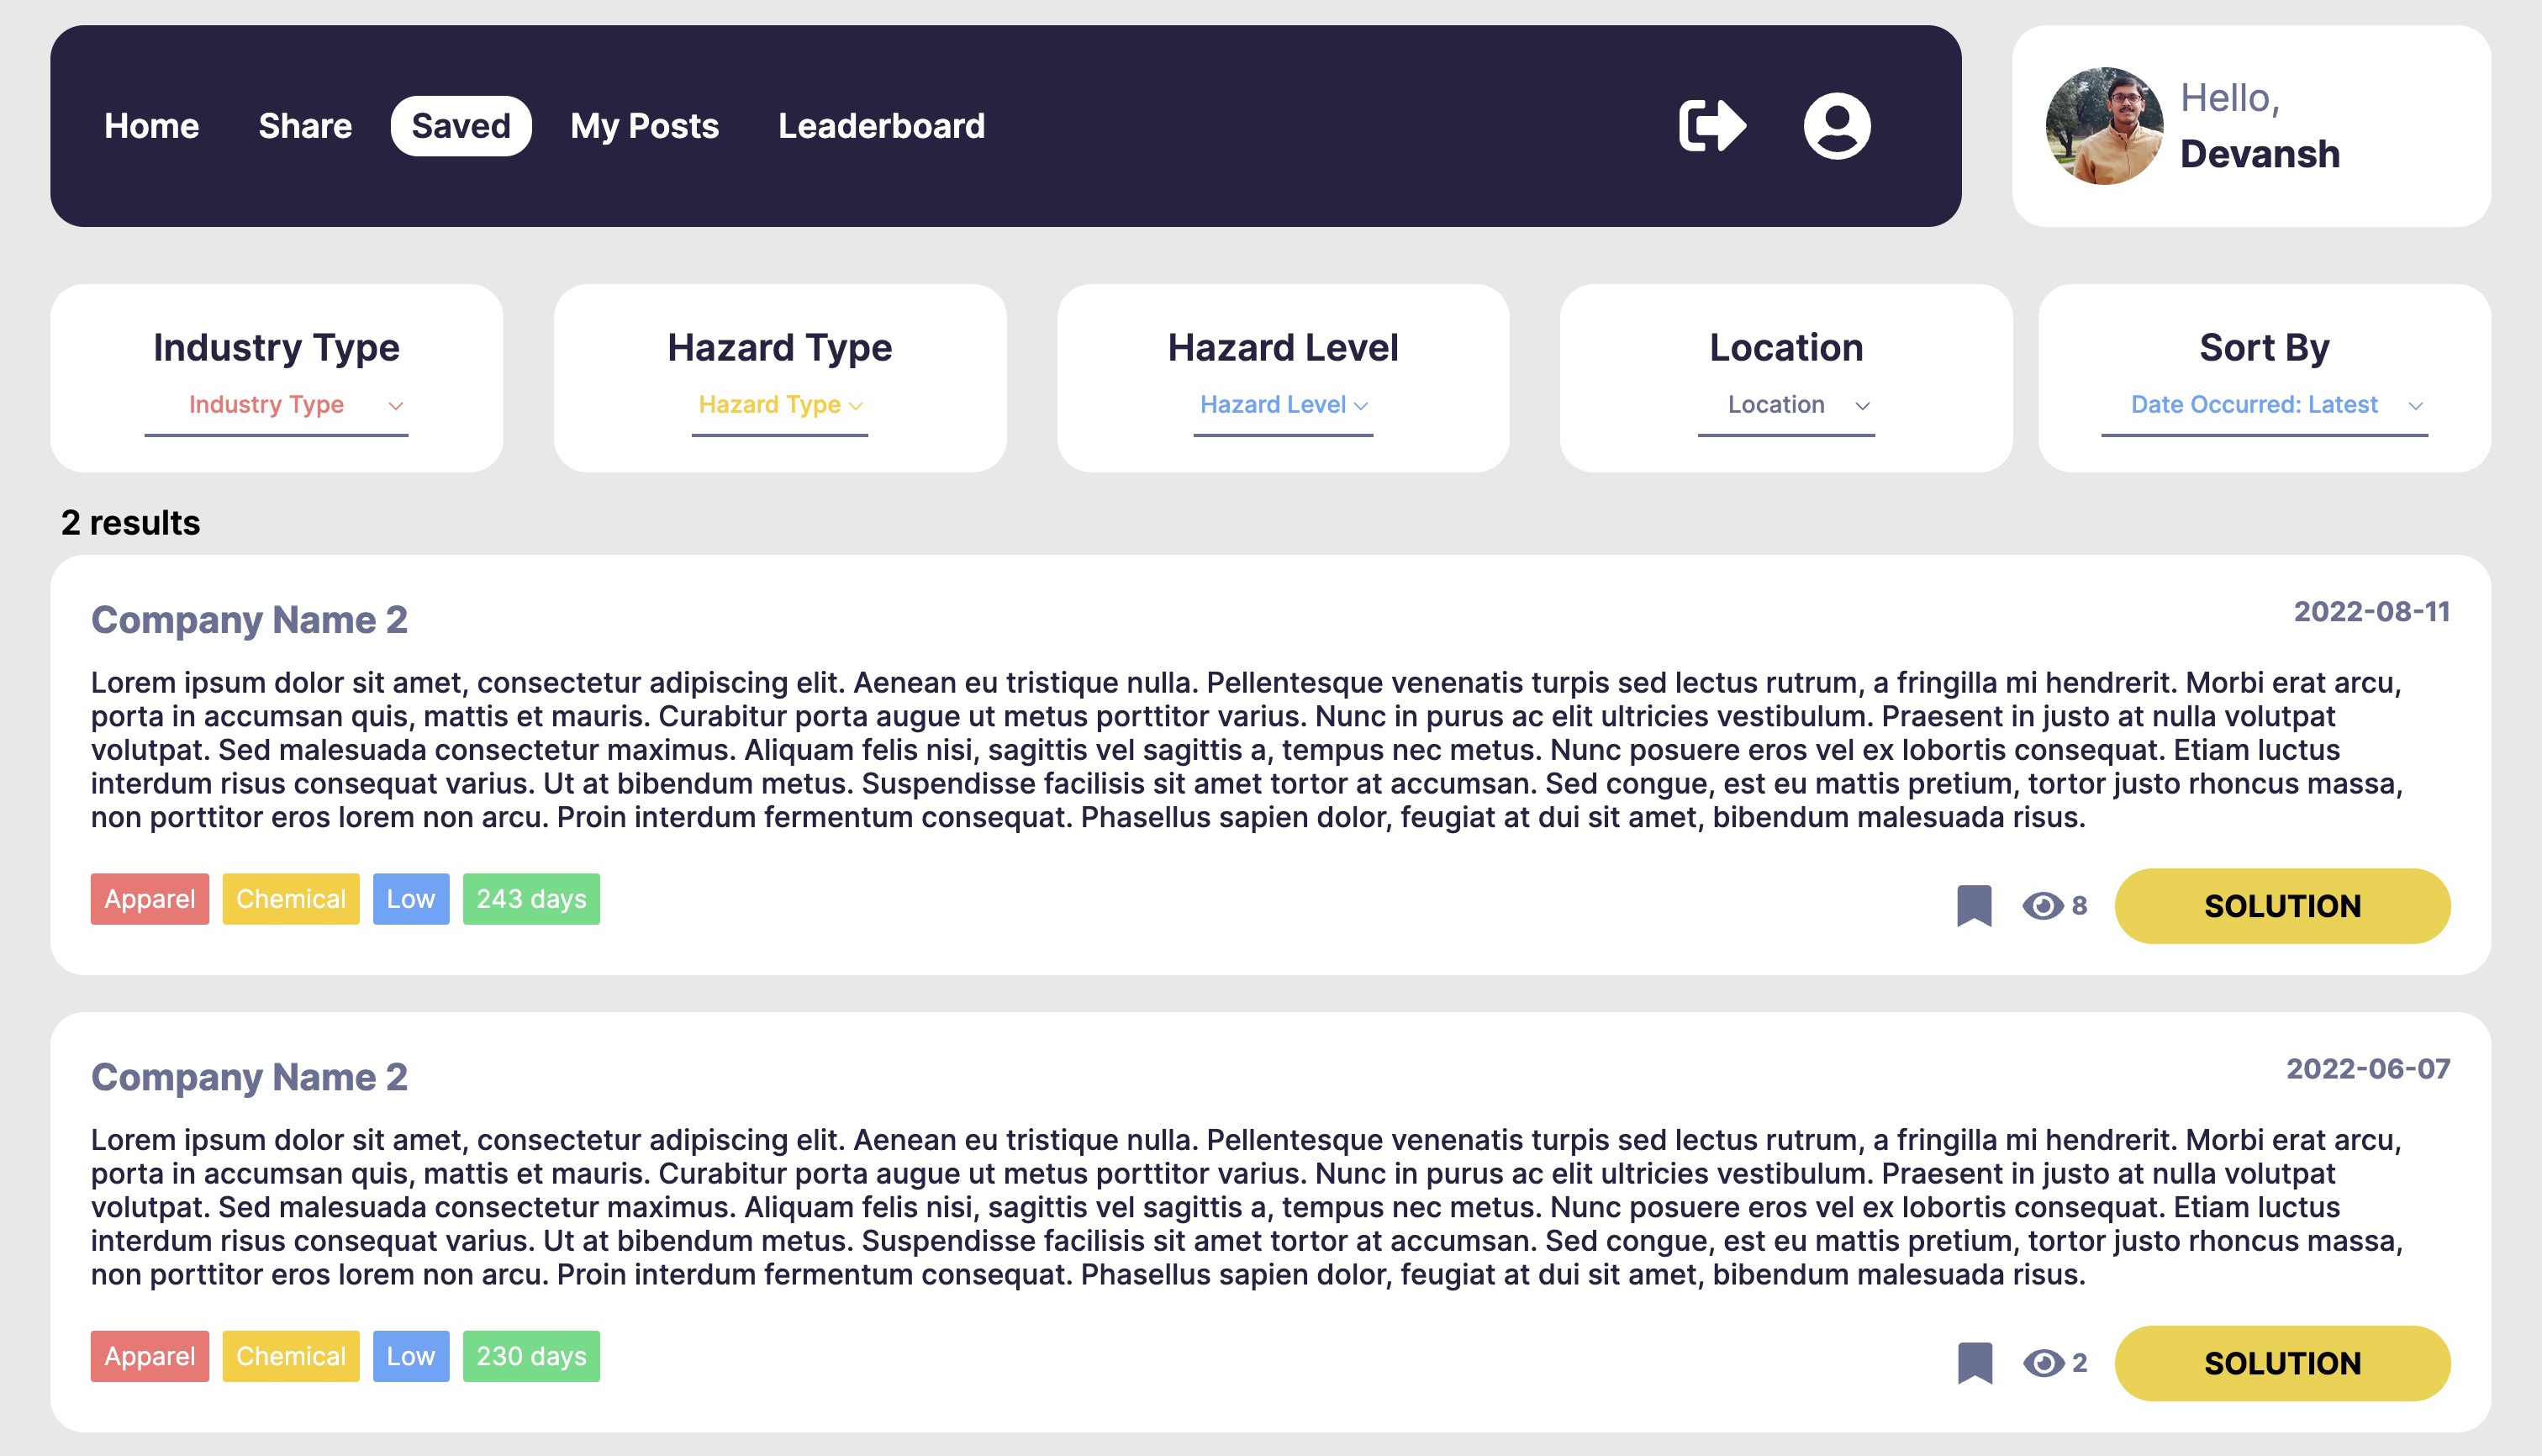 Home Share Saved My Posts Leaderboard
Hello,
Devansh
Industry Type
Industry Type
Hazard Type
Hazard Type
Hazard Level
Hazard Level
Location
Location
Sort By
Date Occurred: Latest
2 results
Company Name 2
2022-08-11
Lorem ipsum dolor sit amet, consectetur adipiscing elit. Aenean eu tristique nulla. Pellentesque venenatis turpis sed lectus rutrum, a fringilla mi hendrerit. Morbi erat arcu,
porta in accumsan quis, mattis et mauris. Curabitur porta augue ut metus porttitor varius. Nunc in purus ac elit ultricies vestibulum. Praesent in justo at nulla volutpat
volutpat. Sed malesuada consectetur maximus. Aliquam felis nisi, sagittis vel sagittis a, tempus nec metus. Nunc posuere eros vel ex lobortis consequat. Etiam luctus
interdum risus consequat varius. Ut at bibendum metus. Suspendisse facilisis sit amet tortor at accumsan. Sed congue, est eu mattis pretium, tortor justo rhoncus massa,
non porttitor eros lorem non arcu. Proin interdum fermentum consequat. Phasellus sapien dolor, feugiat at dui sit amet, bibendum malesuada risus.
Apparel Chemical Low 243 days
8
SOLUTION
Company Name 2
2022-06-07
Lorem ipsum dolor sit amet, consectetur adipiscing elit. Aenean eu tristique nulla. Pellentesque venenatis turpis sed lectus rutrum, a fringilla mi hendrerit. Morbi erat arcu,
porta in accumsan quis, mattis et mauris. Curabitur porta augue ut metus porttitor varius. Nunc in purus ac elit ultricies vestibulum. Praesent in justo at nulla volutpat
volutpat. Sed malesuada consectetur maximus. Aliquam felis nisi, sagittis vel sagittis a, tempus nec metus. Nunc posuere eros vel ex lobortis consequat. Etiam luctus
interdum risus consequat varius. Ut at bibendum metus. Suspendisse facilisis sit amet tortor at accumsan. Sed congue, est eu mattis pretium, tortor justo rhoncus massa,
non porttitor eros lorem non arcu. Proin interdum fermentum consequat. Phasellus sapien dolor, feugiat at dui sit amet, bibendum malesuada risus.
Apparel Chemical Low 230 days
2
SOLUTION